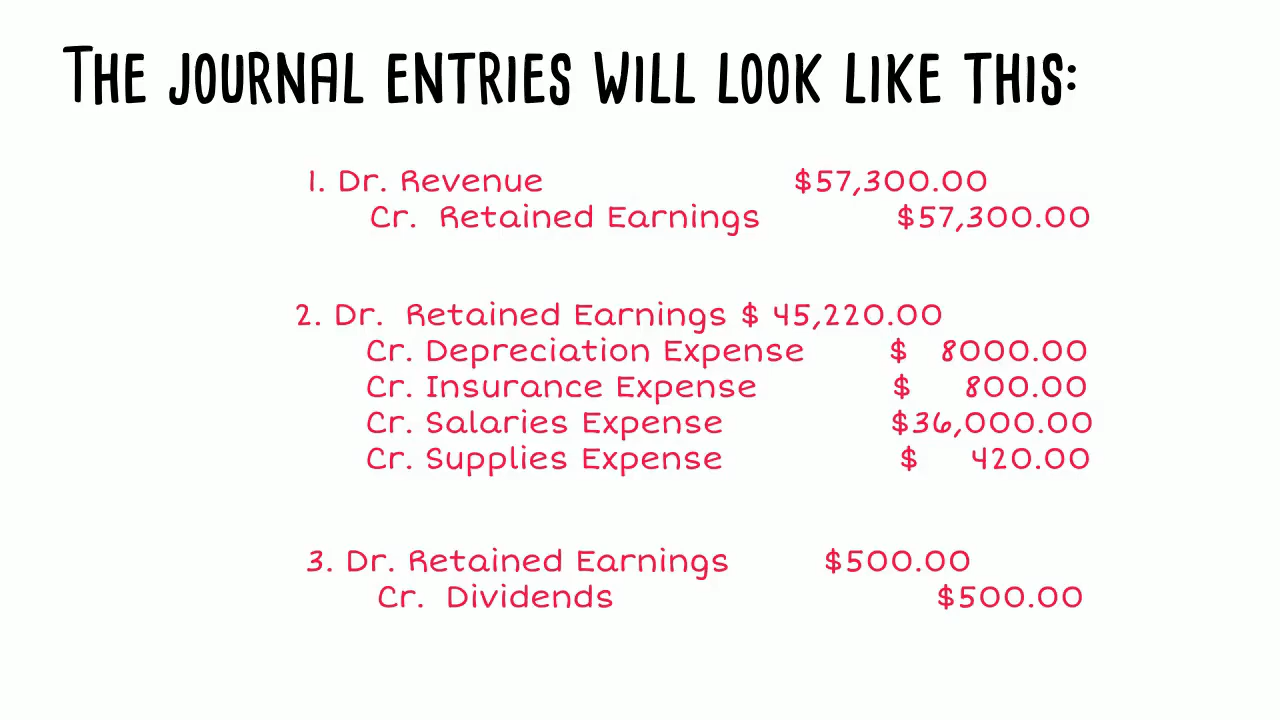 THE JOURNAL ENTRIES WILL LOOK LIKE THIS:
1. Dr. Revenue $57,300.00
Cr. Retained Earnings $57,300.00
2. Dr. Retained Earnings $ 45,220.00
Cr. Depreciation Expense $ 8000.00
Cr. Insurance Expense $ 800.00
Cr. Salaries Expense $36,000.00
Cr. Supplies Expense $ 420.00
3. Dr. Retained Earnings $500.00
Cr. Dividends $500.00